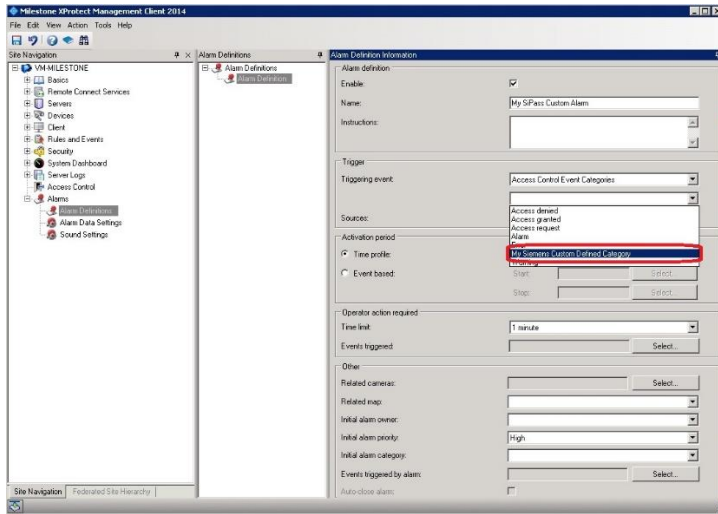 Milestone XProtect Management Client 2014
File Edit View Action Tools Help
Site Navigation
VM-MILESTONE
Basics
Remote Connect Services
Servers
Devices
Client
Rules and Events
Security
System Dashboard
Server Logs
Access Control
Alarms
Alarm Definitions
Alarm Data Settings
Sound Settings
Site Navigation Federated Site Hierarchy
Alarm Definitions
Alarm Definitions
Alarm Definition
Alarm Definition Information
Alarm definition
Enable:
Name: My SiPass Custom Alarm
Instructions:
Trigger
Triggering event: Access Control Event Categories
Access denied
Access granted
Access request
Alarm
My Siemens Custom Defined Category
Warning
Sources:
Activation period
Time profile:
Event based: Start: Select...
Stop: Select...
Operator action required
Time limit: 1 minute
Events triggered: Select...
Other
Related cameras: Select...
Related map:
Initial alarm owner:
Initial alarm priority: High
Initial alarm category:
Events triggered by alarm: Select...
Auto-close alarm: